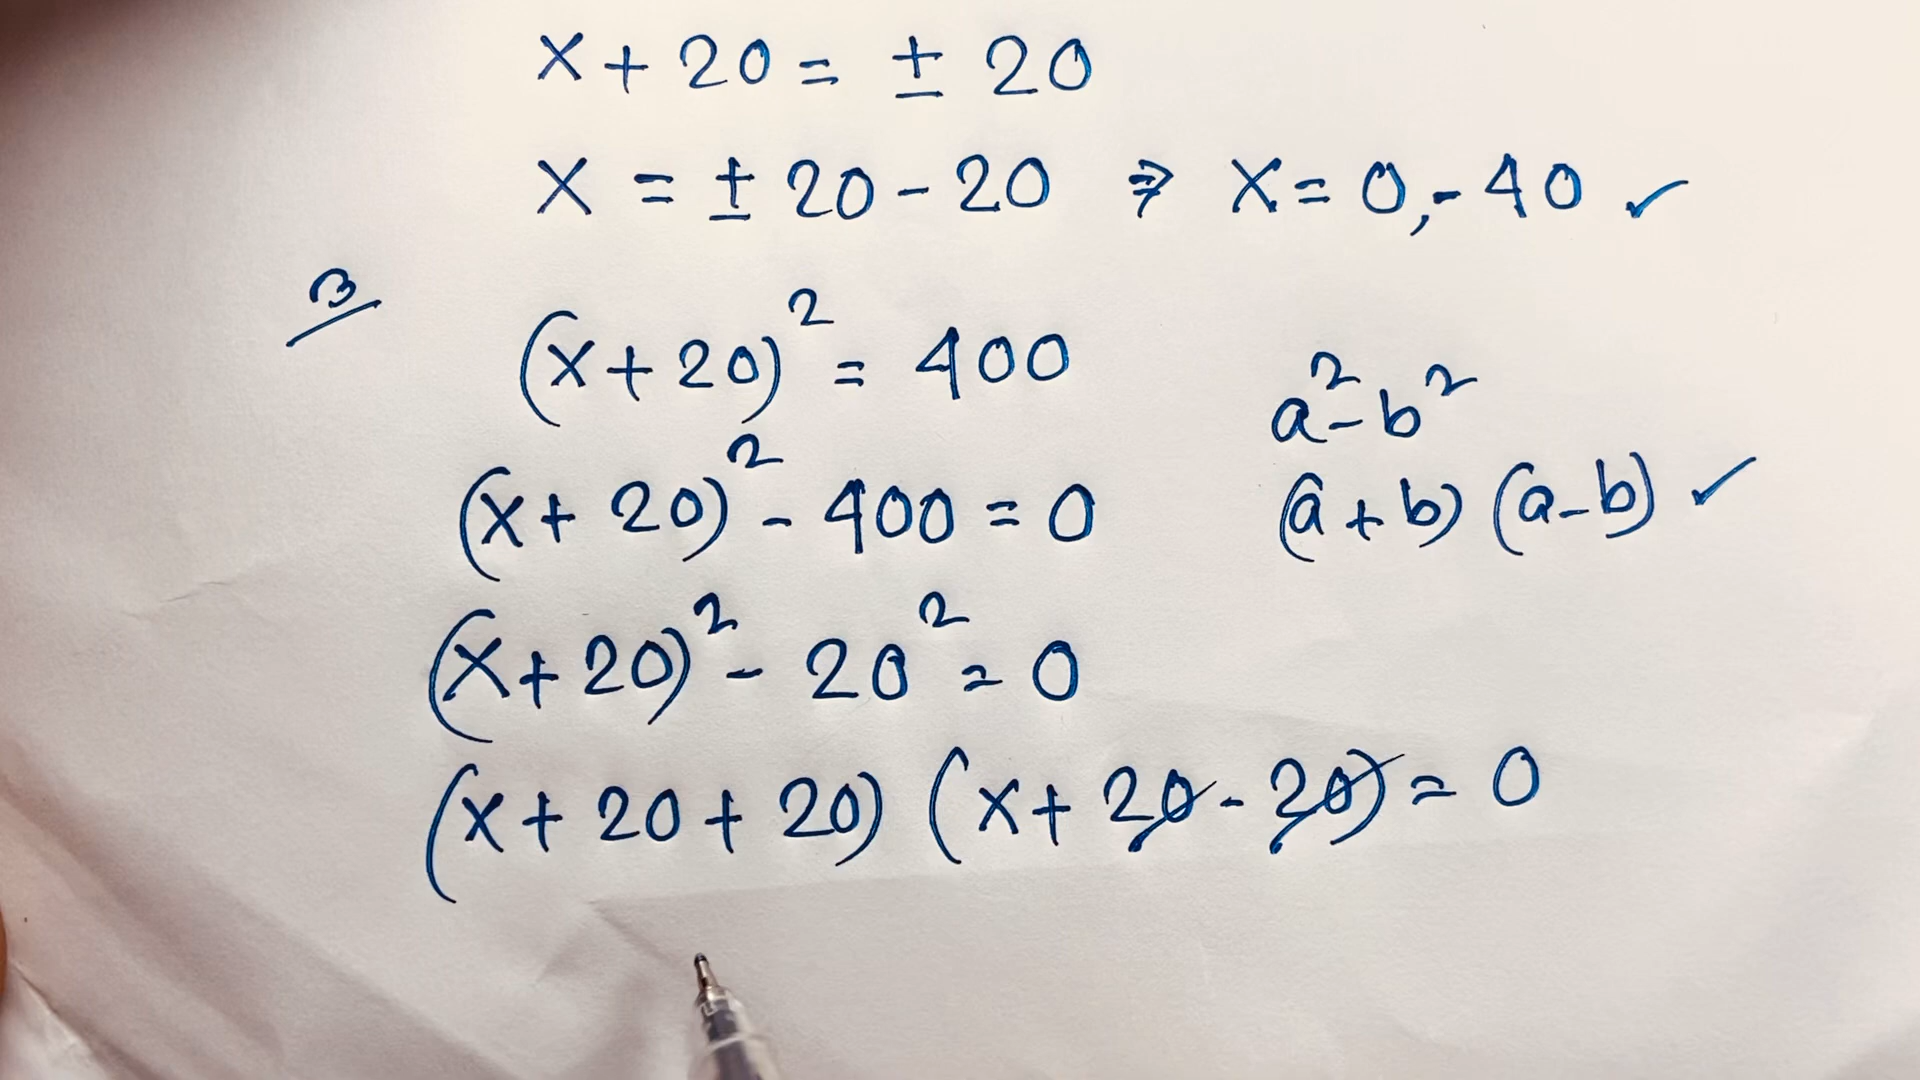 x + 20 = ± 20
x = ± 20 - 20 ⇒ x = 0, - 40 ✓
3
(x + 20)² = 400
a² - b²
(x + 20)² - 400 = 0
(a + b) (a - b) ✓
(x + 20)² - 20² = 0
(x + 20 + 20) (x + 20 - 20) = 0